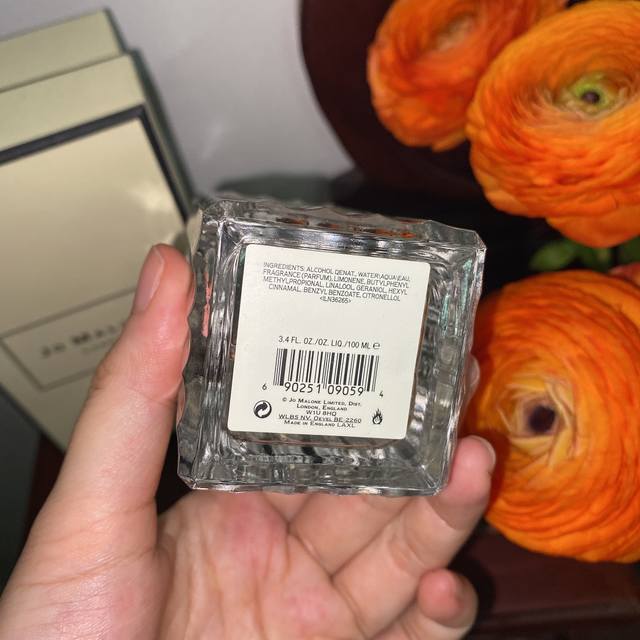 Jo Mal
INGREDIENTS: ALCOHOL DENAT., WATER\AQUA\EAU,
FRAGRANCE (PARFUM), LIMONENE, BUTYLPHENYL
METHYLPROPIONAL, LINALOOL, GERANIOL, HEXYL
CINNAMAL, BENZYL BENZOATE, CITRONELLOL
<ILN36265>
3.4 FL. OZ./OZ. LIQ./100 ML ℮
6 90251 09059 4
© Jo Malone Limited, Dist.
London, England
W1U 8HQ
WLBS NV, Oevel BE-2260
Made in England LAXL